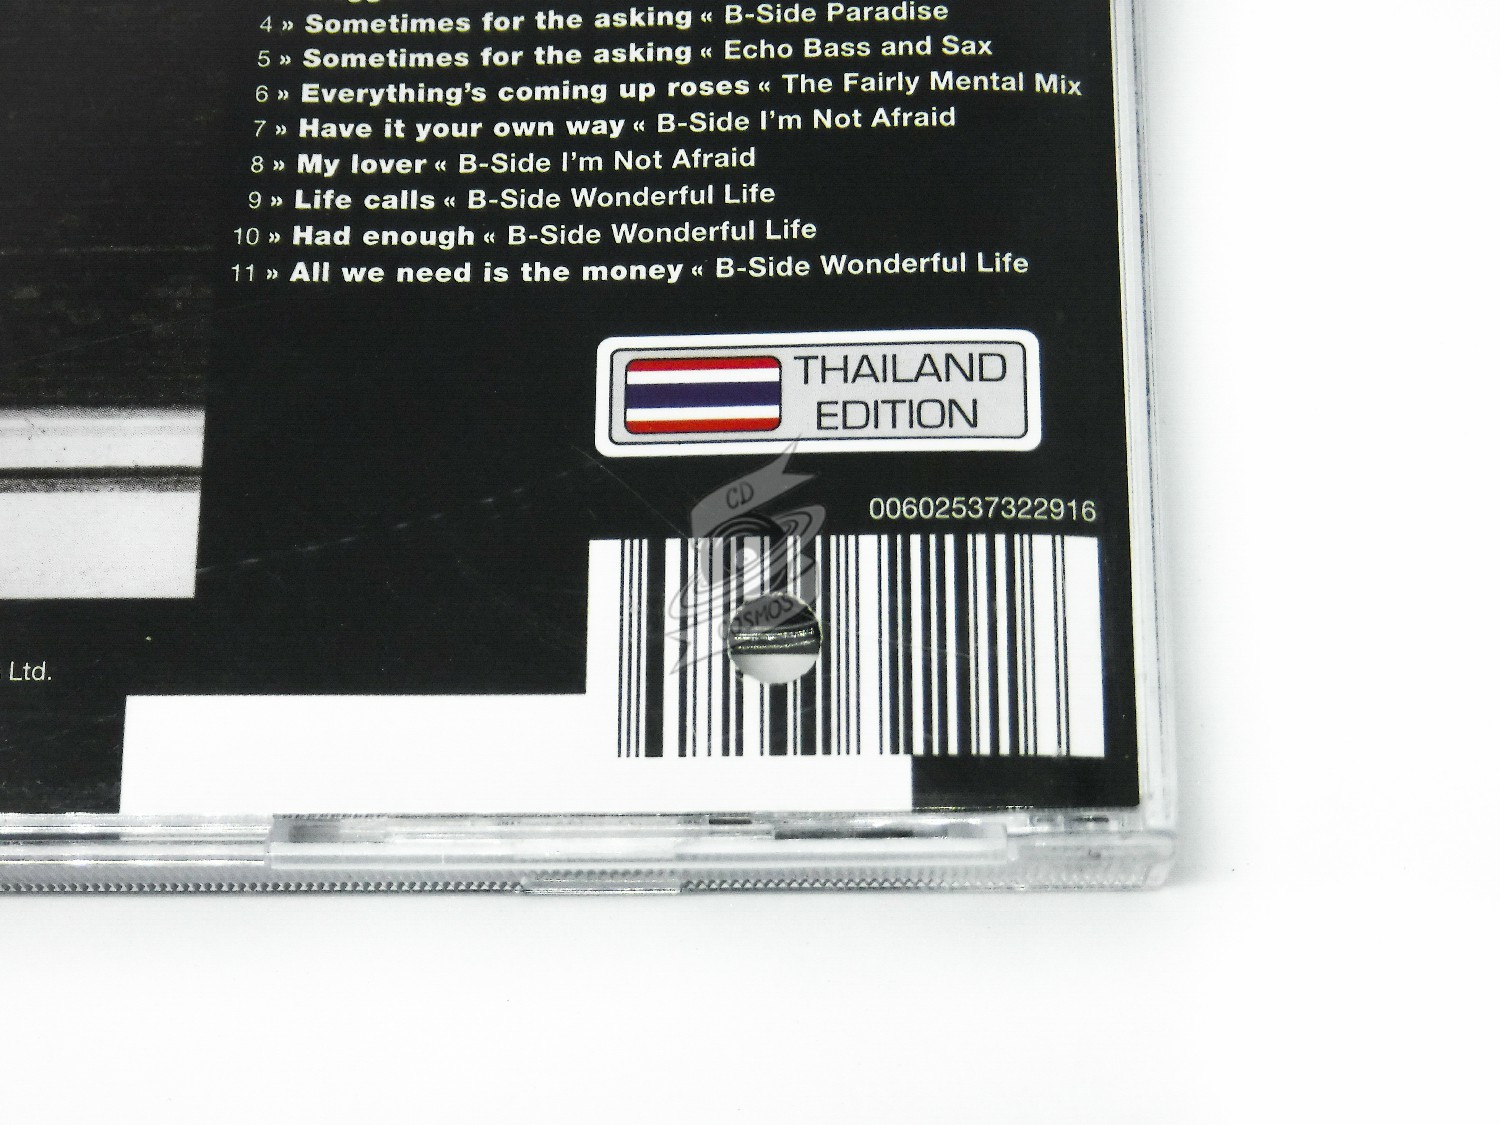 4 » Sometimes for the asking « B-Side Paradise
5 » Sometimes for the asking « Echo Bass and Sax
6 » Everything's coming up roses « The Fairly Mental Mix
7 » Have it your own way « B-Side I'm Not Afraid
8 » My lover « B-Side I'm Not Afraid
9 » Life calls « B-Side Wonderful Life
10 » Had enough « B-Side Wonderful Life
11 » All we need is the money « B-Side Wonderful Life
THAILAND
EDITION
CD
00602537322916
COSMOS
Ltd.